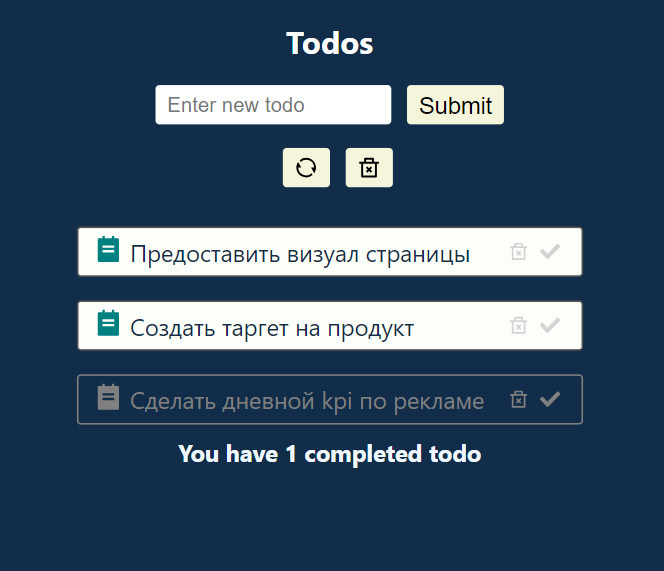 Todos
Enter new todo
Submit
Предоставить визуал страницы
Создать таргет на продукт
Сделать дневной kpi по рекламе
You have 1 completed todo